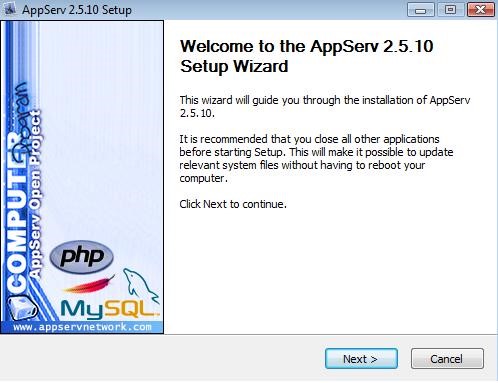 AppServ 2.5.10 Setup
Welcome to the AppServ 2.5.10
Setup Wizard
This wizard will guide you through the installation of AppServ
2.5.10.
It is recommended that you close all other applications
before starting Setup. This will make it possible to update
relevant system files without having to reboot your
computer.
Click Next to continue.
COMPUTER
Program
AppServ Open Project
php
MySQL
www.appservnetwork.com
Next >
Cancel